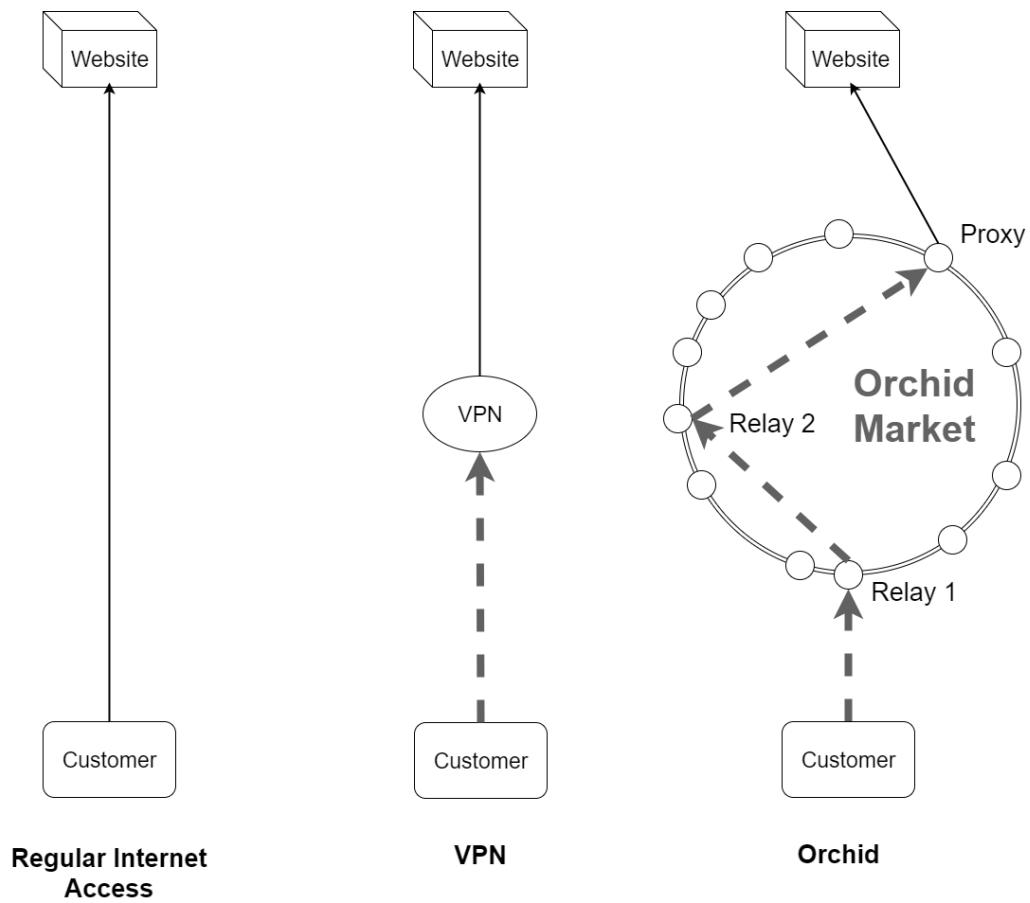 Website
Website
Website
Proxy
Orchid
Market
VPN
Relay 2
Relay 1
Customer
Customer
Customer
Regular Internet
Access
VPN
Orchid